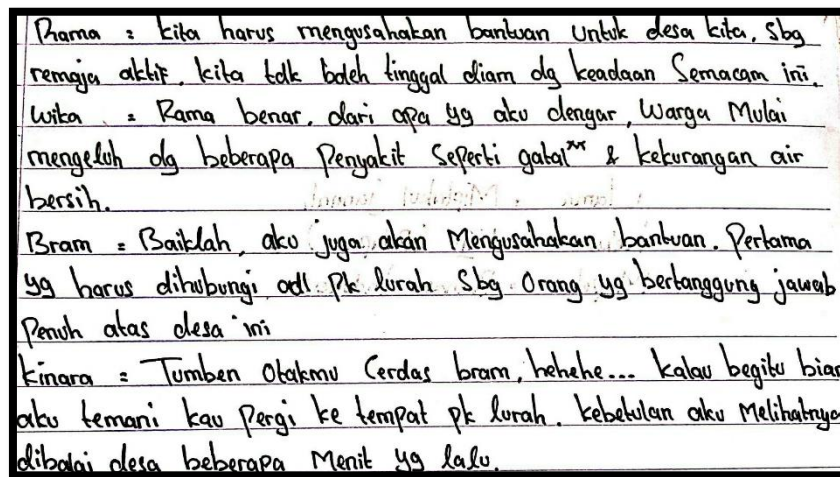 Rama : kita harus mengusahakan bantuan untuk desa kita, Sbg
remaja aktif, kita tdk boleh tinggal diam dg keadaan Semacam ini.
Wika : Rama benar, dari apa yg aku dengar, Warga Mulai
mengeluh dg beberapa Penyakit Seperti gatal" & kekurangan air
bersih.
Bram : Baiklah, aku juga akan Mengusahakan bantuan. Pertama
yg harus dihubungi adl Pk lurah Sbg Orang yg bertanggung jawab
Penuh atas desa ini
Kinara : Tumben Otakmu Cerdas bram, hehehe... kalau begitu biar
aku temani kau Pergi ke tempat pk lurah. kebetulan aku Melihatnya
dibalai desa beberapa Menit yg lalu.